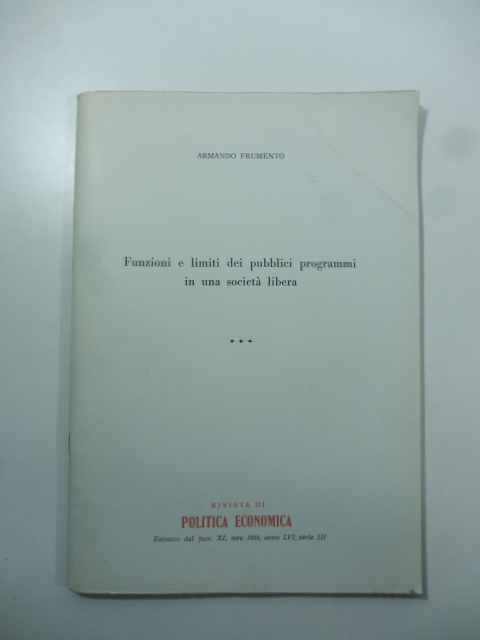 ARMANDO FRUMENTO
Funzioni e limiti dei pubblici programmi
in una società libera
RIVISTA DI
POLITICA ECONOMICA
Estratto dal fasc. XI, nov. 1966, anno LVI, serie III